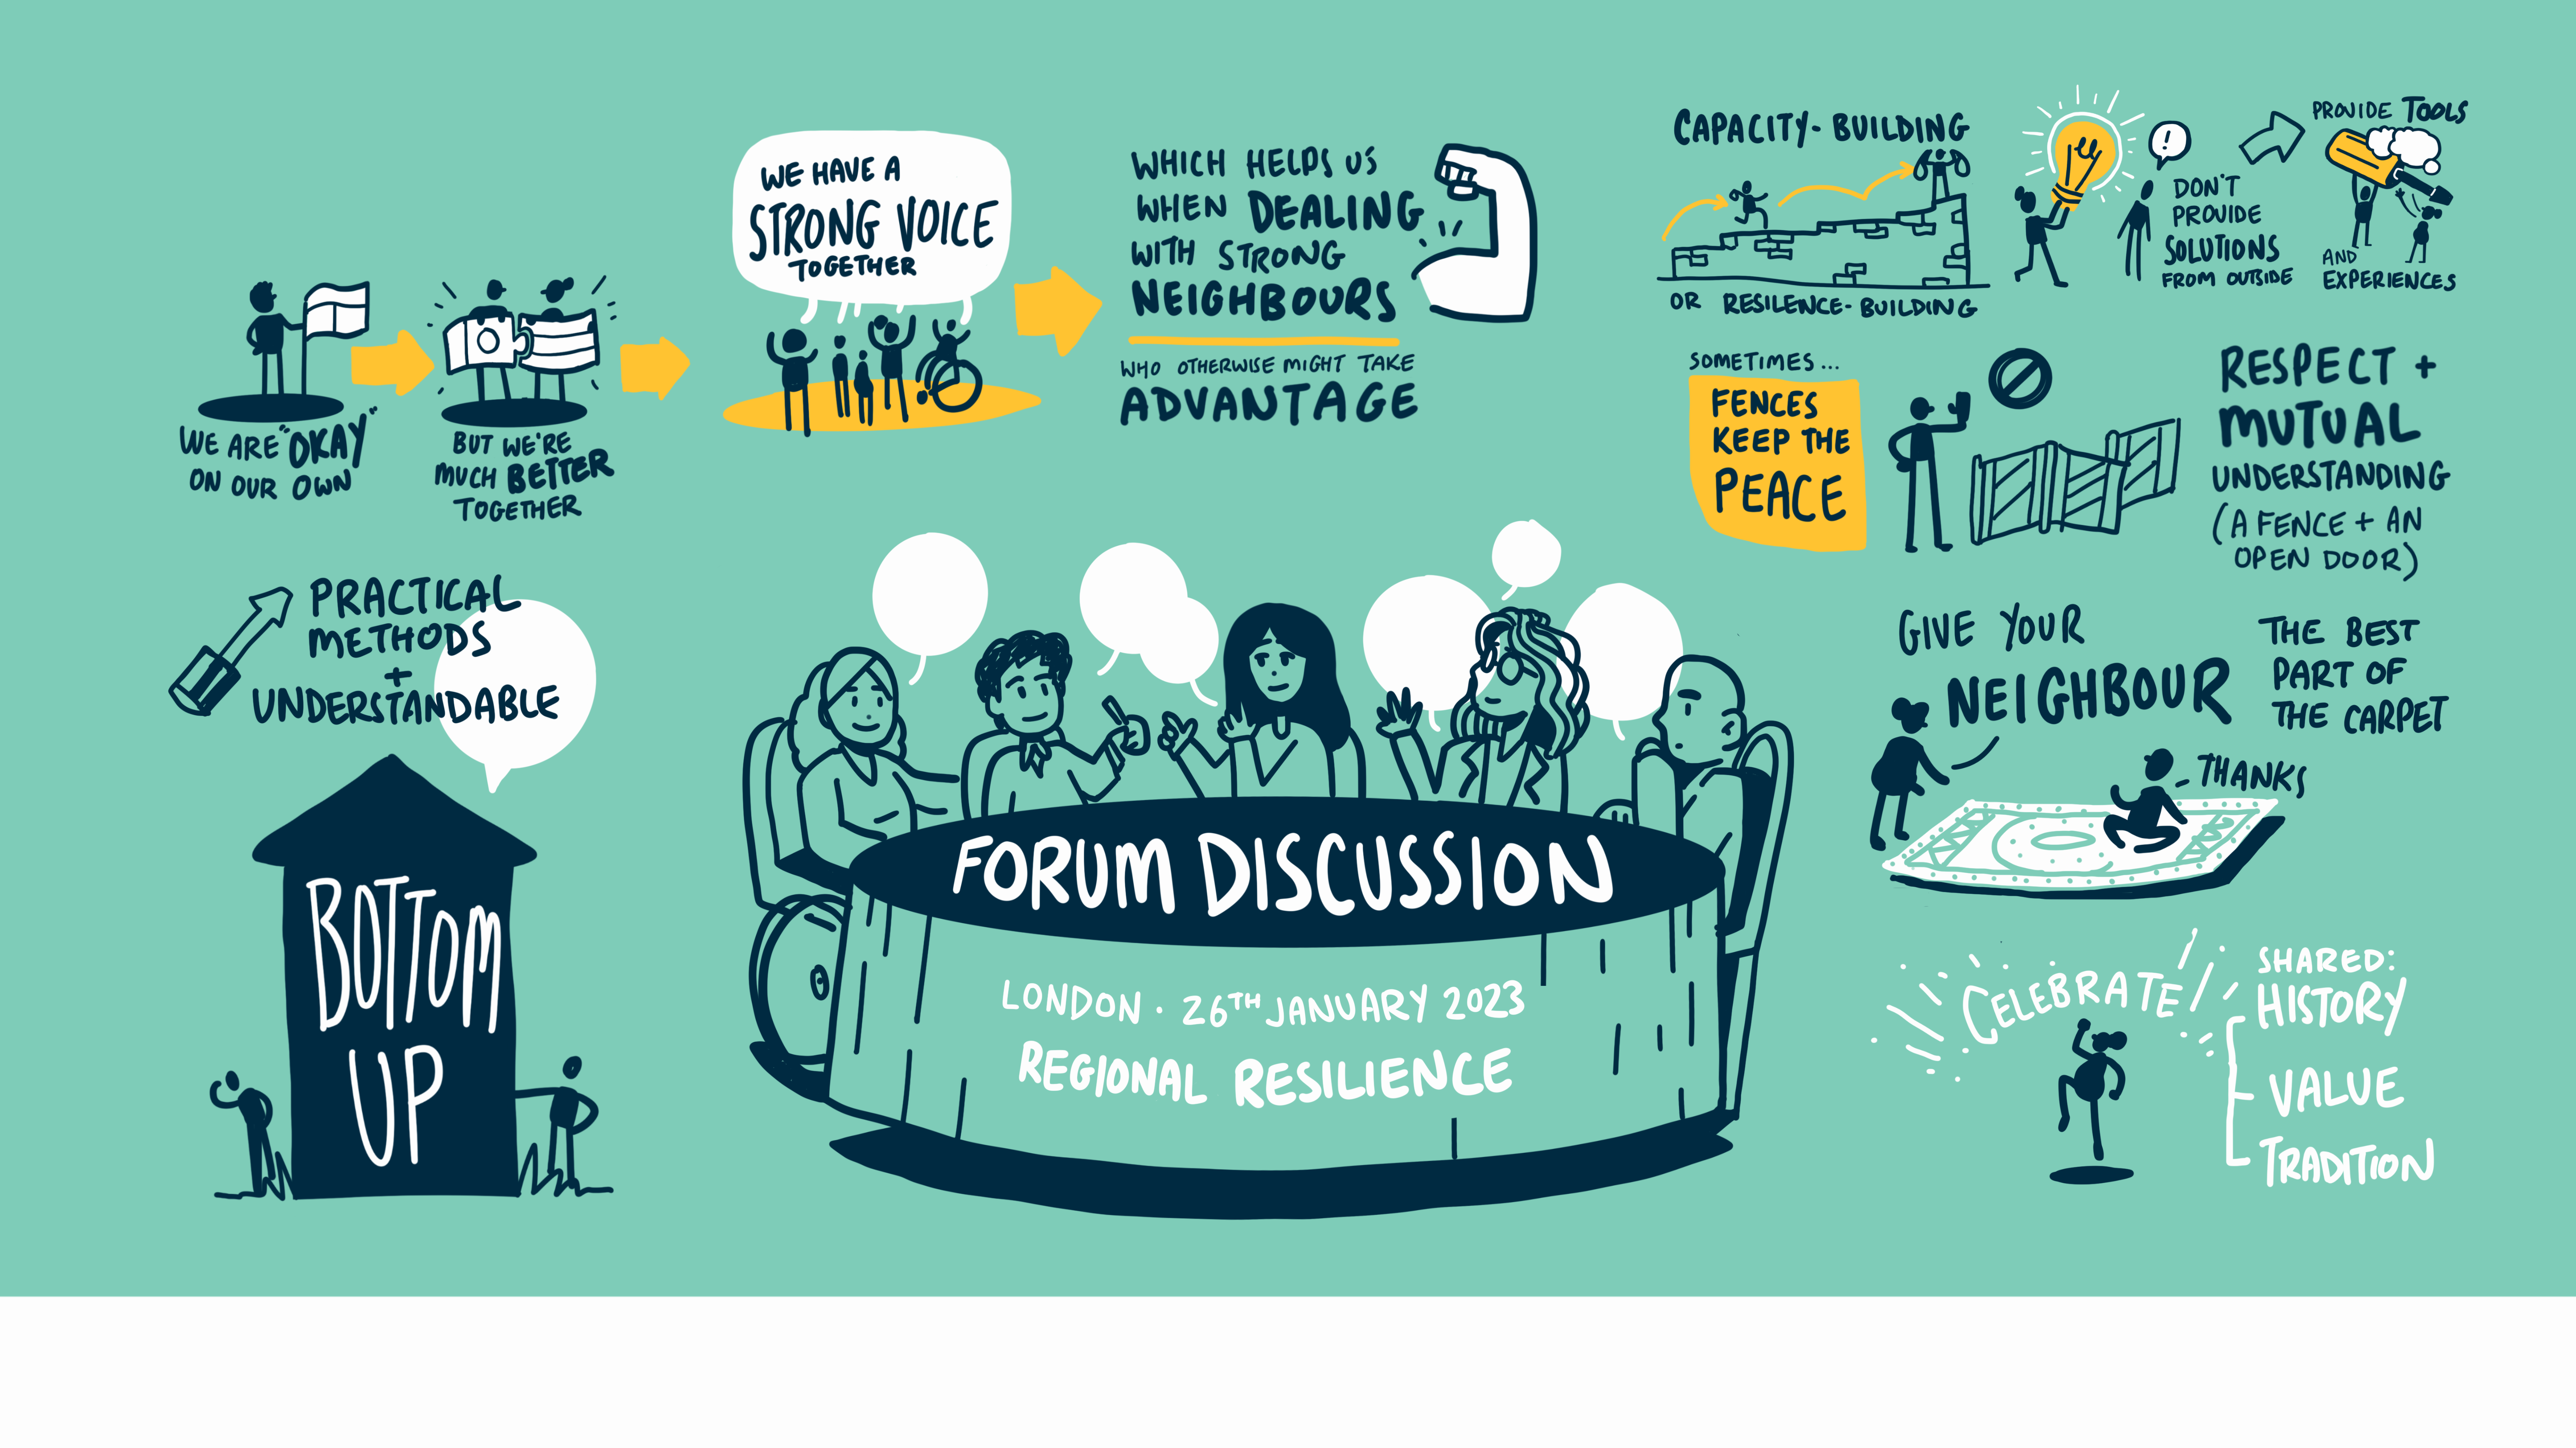 WE ARE "OKAY"
ON OUR OWN
BUT WE'RE
MUCH BETTER
TOGETHER
WE HAVE A
STRONG VOICE
TOGETHER
WHICH HELPS US
WHEN DEALING
WITH STRONG
NEIGHBOURS
WHO OTHERWISE MIGHT TAKE
ADVANTAGE
CAPACITY-BUILDING
OR RESILENCE-BUILDING
!
DON'T
PROVIDE
SOLUTIONS
FROM OUTSIDE
PROVIDE TOOLS
AND
EXPERIENCES
SOMETIMES...
FENCES
KEEP THE
PEACE
RESPECT +
MUTUAL
UNDERSTANDING
(A FENCE + AN
OPEN DOOR)
PRACTICAL
METHODS
+
UNDERSTANDABLE
BOTTOM
UP
FORUM DISCUSSION
LONDON · 26TH JANUARY 2023
REGIONAL RESILIENCE
GIVE YOUR
NEIGHBOUR
THE BEST
PART OF
THE CARPET
THANKS
CELEBRATE
SHARED:
HISTORY
VALUE
TRADITION